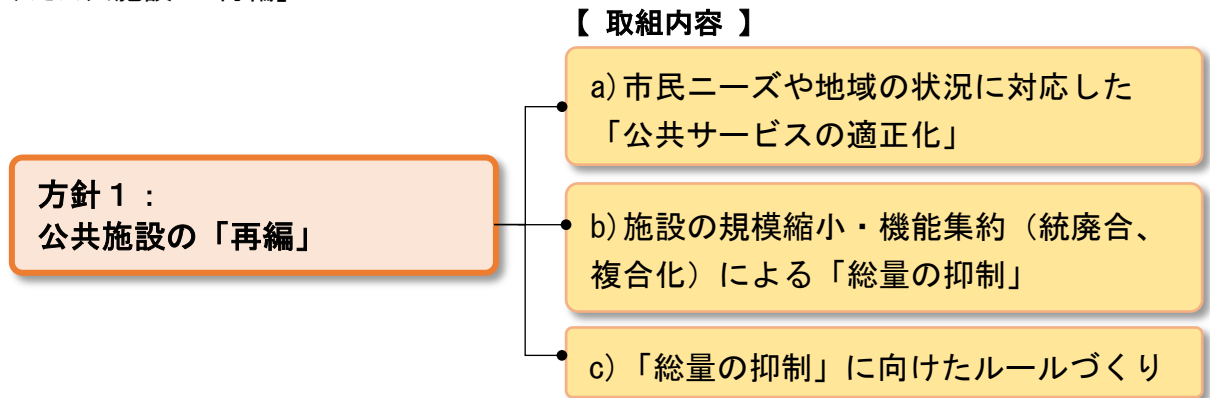 【 取組内容 】
a)市民ニーズや地域の状況に対応した
「公共サービスの適正化」
方針１：
公共施設の「再編」
b)施設の規模縮小・機能集約（統廃合、
複合化）による「総量の抑制」
c)「総量の抑制」に向けたルールづくり